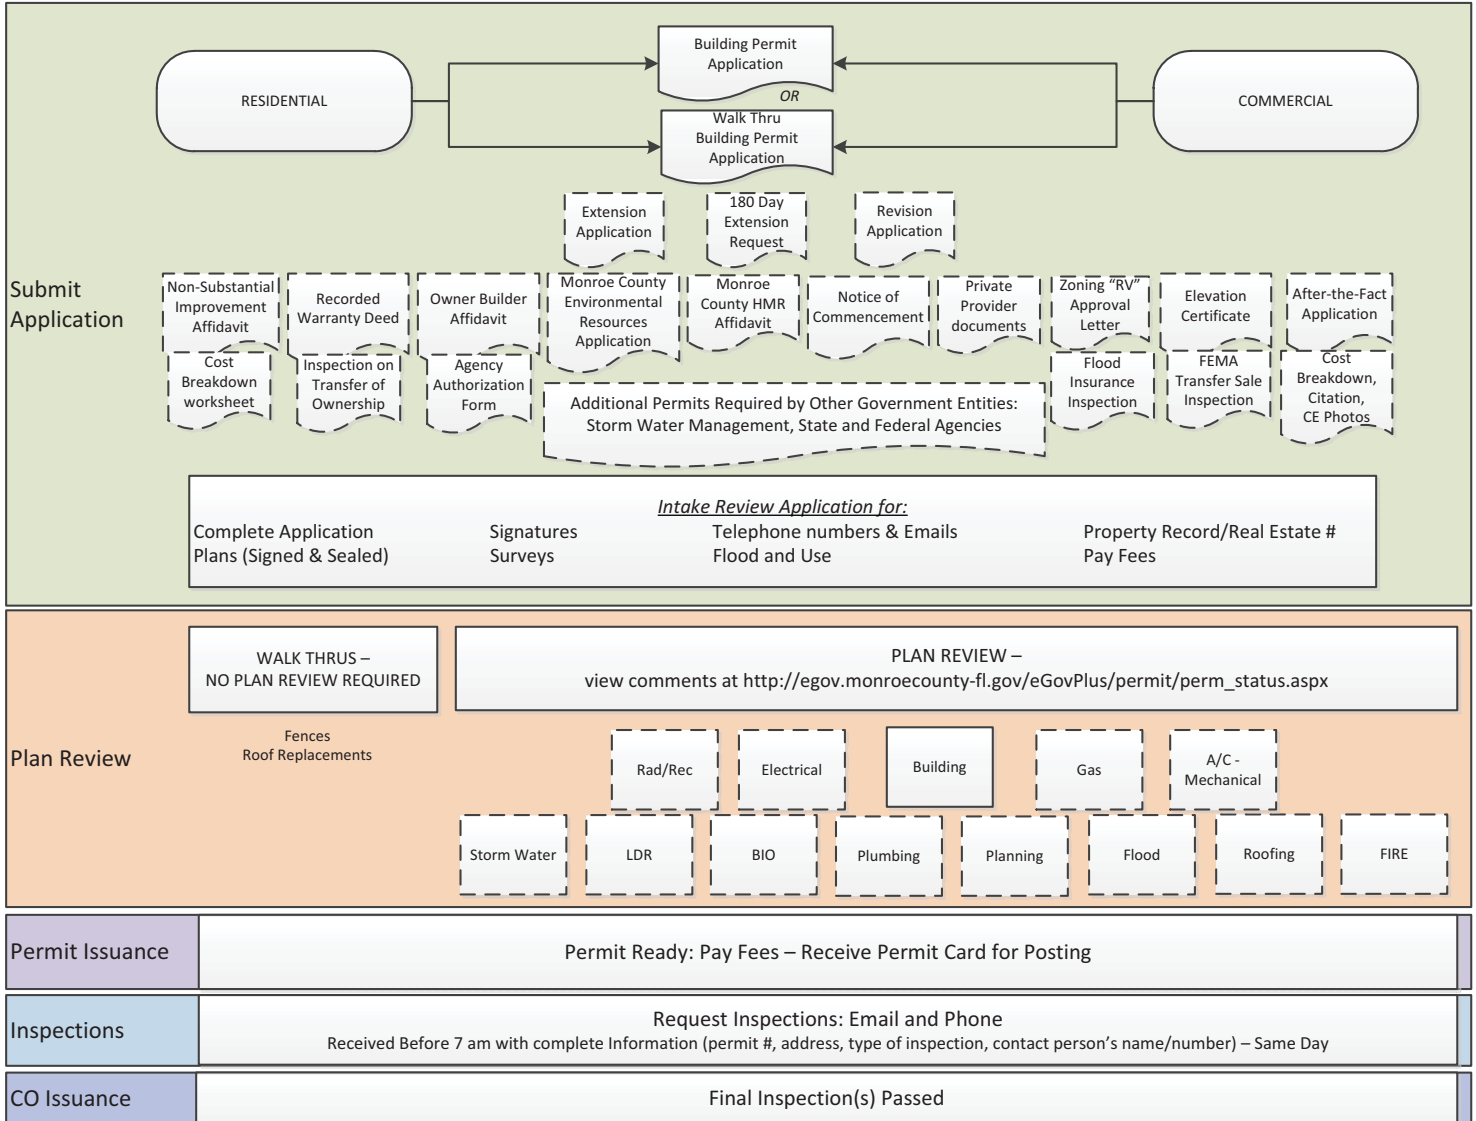 Building Permit
Application
OR
RESIDENTIAL
COMMERCIAL
Walk Thru
Building Permit
Application
Extension
Application
180 Day
Extension
Request
Revision
Application
Submit
Application
Non-Substantial
Improvement
Affidavit
Recorded
Warranty Deed
Owner Builder
Affidavit
Monroe County
Environmental
Resources
Application
Monroe
County HMR
Affidavit
Notice of
Commencement
Private
Provider
documents
Zoning “RV”
Approval
Letter
Elevation
Certificate
After-the-Fact
Application
Cost
Breakdown
worksheet
Inspection on
Transfer of
Ownership
Agency
Authorization
Form
Additional Permits Required by Other Government Entities:
Storm Water Management, State and Federal Agencies
Flood
Insurance
Inspection
FEMA
Transfer Sale
Inspection
Cost
Breakdown,
Citation,
CE Photos
Intake Review Application for:
Complete Application Signatures Telephone numbers & Emails Property Record/Real Estate #
Plans (Signed & Sealed) Surveys Flood and Use Pay Fees
Plan Review
WALK THRUS –
NO PLAN REVIEW REQUIRED
Fences
Roof Replacements
PLAN REVIEW –
view comments at http://egov.monroecounty-fl.gov/eGovPlus/permit/perm_status.aspx
Rad/Rec
Electrical
Building
Gas
A/C -
Mechanical
Storm Water
LDR
BIO
Plumbing
Planning
Flood
Roofing
FIRE
Permit Issuance
Permit Ready: Pay Fees – Receive Permit Card for Posting
Inspections
Request Inspections: Email and Phone
Received Before 7 am with complete Information (permit #, address, type of inspection, contact person’s name/number) – Same Day
CO Issuance
Final Inspection(s) Passed